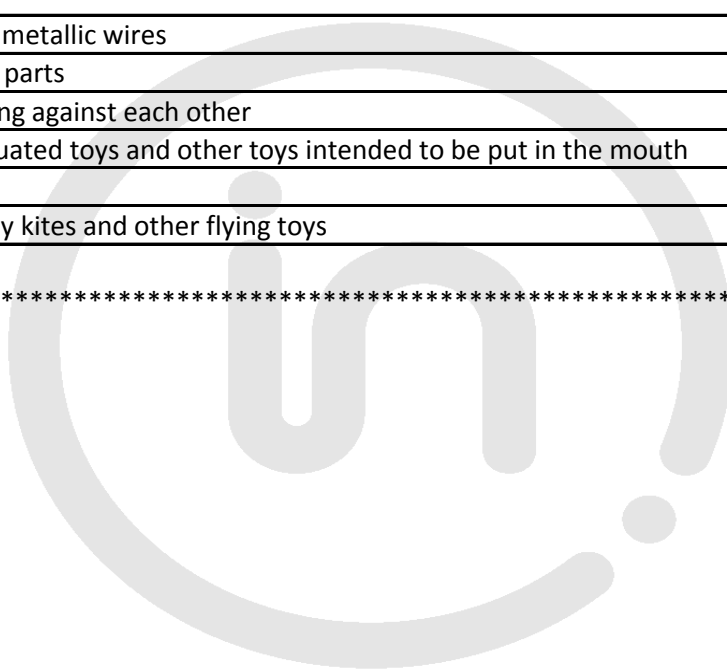 metallic wires
parts
ng against each other
uated toys and other toys intended to be put in the mouth
y kites and other flying toys
**************************************************
in